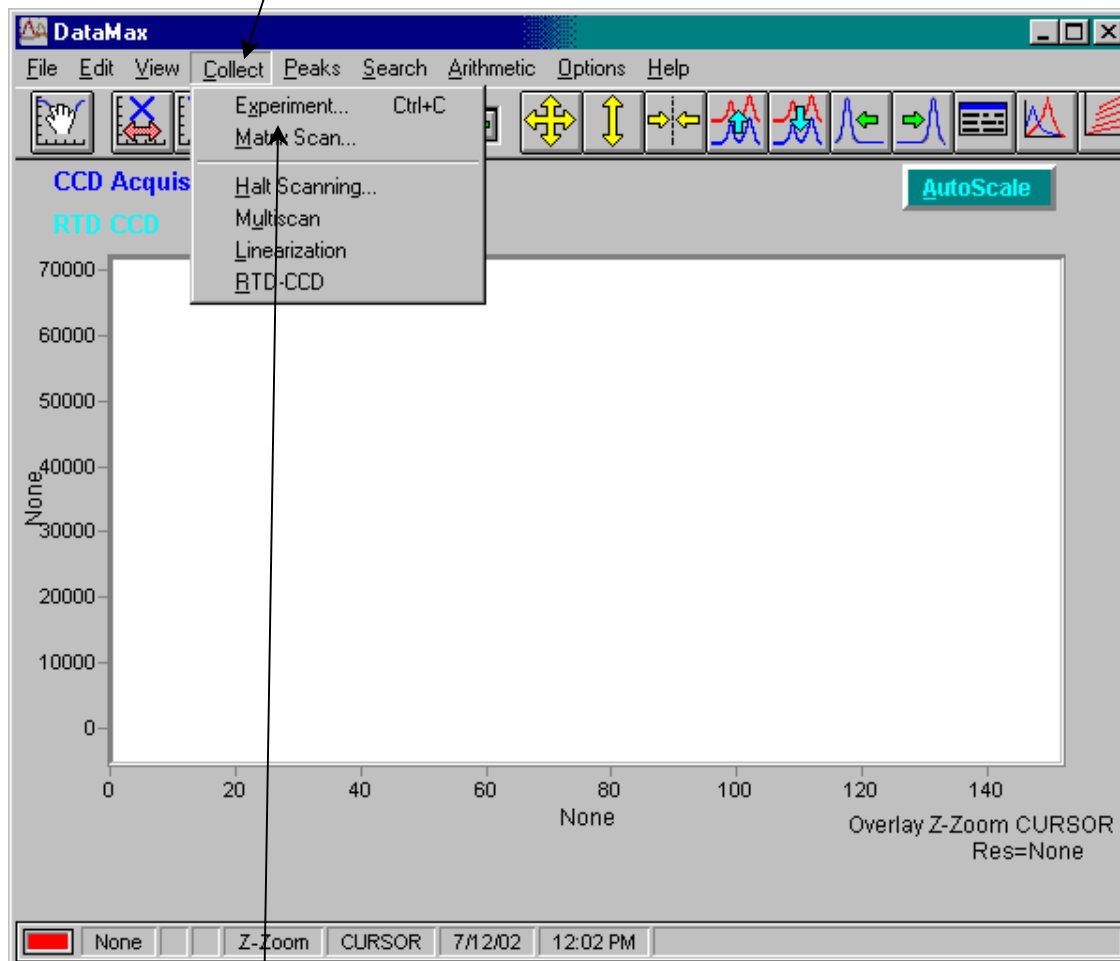 DataMax
File Edit View Collect Peaks Search Arithmetic Options Help
Experiment... Ctrl+C
Matrix Scan...
Halt Scanning...
Multiscan
Linearization
RTD-CCD
CCD Acquis
RTD CCD
AutoScale
70000
60000
50000
40000
30000
20000
10000
0
None
0 20 40 60 80 100 120 140
None
Overlay Z-Zoom CURSOR
Res=None
None Z-Zoom CURSOR 7/12/02 12:02 PM